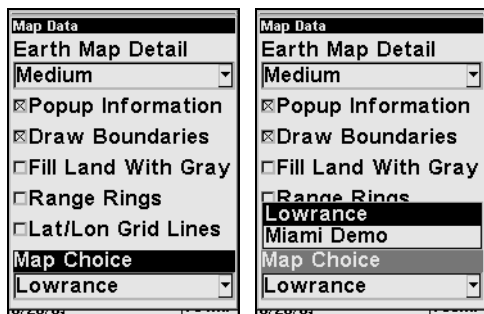 Map Data
Earth Map Detail
Medium
Popup Information
Draw Boundaries
Fill Land With Gray
Range Rings
Lat/Lon Grid Lines
Map Choice
Lowrance
Map Data
Earth Map Detail
Medium
Popup Information
Draw Boundaries
Fill Land With Gray
Range Rings
Lowrance
Miami Demo
Map Choice
Lowrance